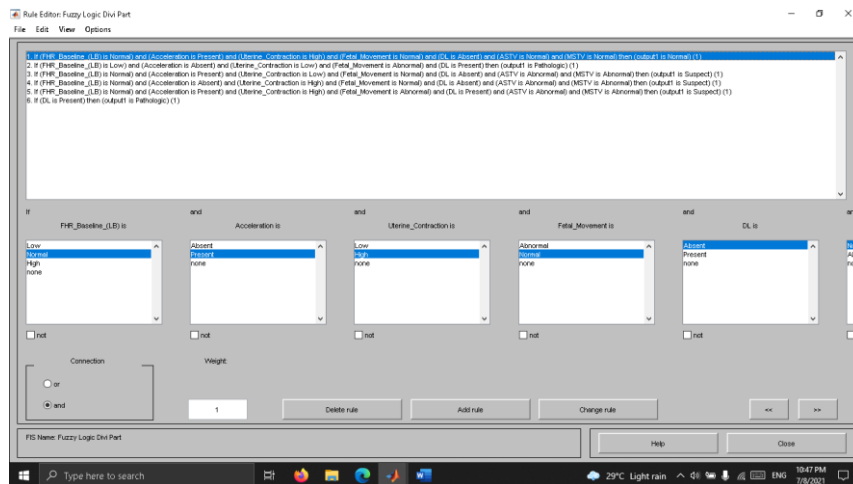 Rule Editor: Fuzzy Logic Divi Part
File Edit View Options
1. If (FHR_Baseline_(LB) is Normal) and (Acceleration is Present) and (Uterine_Contraction is High) and (Fetal_Movement is Normal) and (DL is Absent) and (ASTV is Normal) and (MSTV is Normal) then (output1 is Normal) (1)
2. If (FHR_Baseline_(LB) is Low) and (Acceleration is Absent) and (Uterine_Contraction is Low) and (Fetal_Movement is Abnormal) and (DL is Present) then (output1 is Pathologic) (1)
3. If (FHR_Baseline_(LB) is Normal) and (Acceleration is Present) and (Uterine_Contraction is Low) and (Fetal_Movement is Normal) and (DL is Absent) and (ASTV is Abnormal) and (MSTV is Abnormal) then (output1 is Suspect) (1)
4. If (FHR_Baseline_(LB) is Normal) and (Acceleration is Absent) and (Uterine_Contraction is High) and (Fetal_Movement is Normal) and (DL is Absent) and (ASTV is Abnormal) and (MSTV is Normal) then (output1 is Suspect) (1)
5. If (FHR_Baseline_(LB) is Normal) and (Acceleration is Present) and (Uterine_Contraction is High) and (Fetal_Movement is Abnormal) and (DL is Present) and (ASTV is Abnormal) and (MSTV is Abnormal) then (output1 is Suspect) (1)
6. If (DL is Present) then (output1 is Pathologic) (1)
If and and and and
FHR_Baseline_(LB) is Acceleration is Uterine_Contraction is Fetal_Movement is DL is
Low Absent Low Abnormal Absent
Normal Present High Normal Present
High none none none none
none
not not not not not
Connection Weight:
or
and 1 Delete rule Add rule Change rule << >>
FIS Name: Fuzzy Logic Divi Part Help Close
Type here to search 29°C Light rain ENG 10:47 PM
7/8/2021